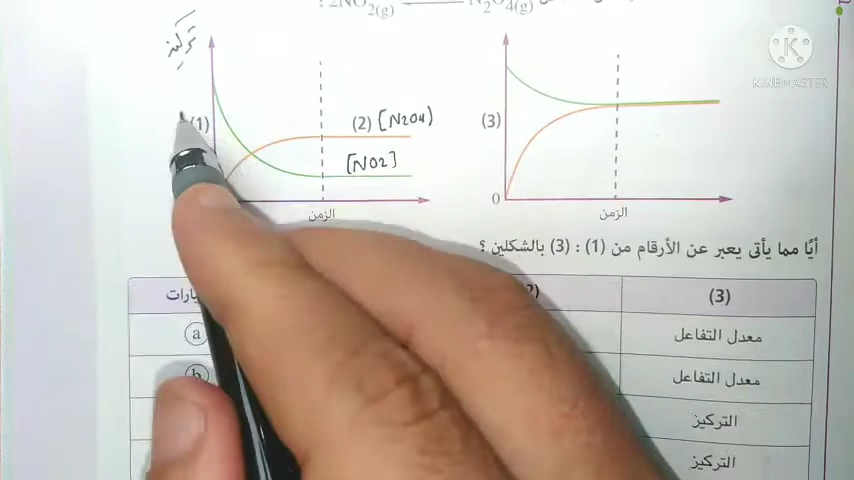 2NO2(g) N2O4(g)
تركيز
(1)
(2) [N2O4]
[NO2]
الزمن
(3)
0
الزمن
K
KINEMASTER
أيًا مما يأتى يعبر عن الأرقام من (1) : (3) بالشكلين ؟
(3)
a معدل التفاعل
b معدل التفاعل
التركيز
التركيز